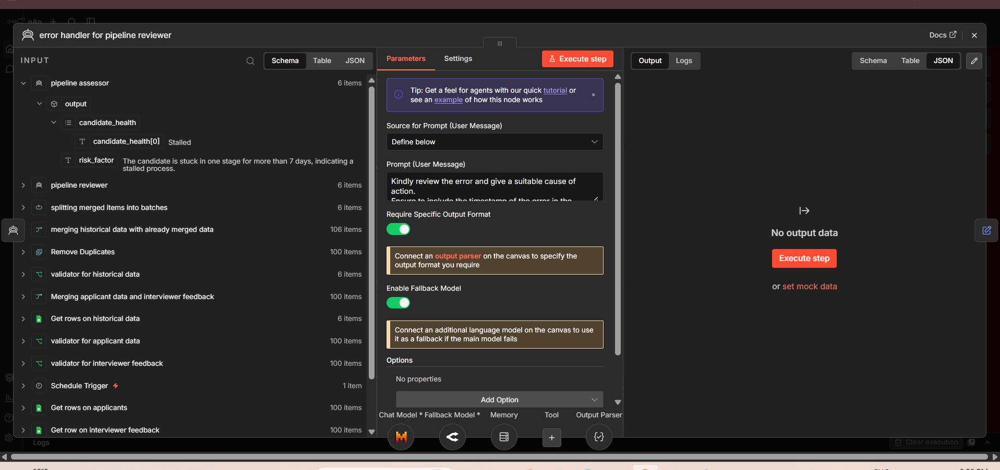 n8n
error handler for pipeline reviewer
Docs
INPUT
Schema
Table
JSON
pipeline assessor
6 items
output
candidate_health
candidate_health[0]
Stalled
risk_factor
The candidate is stuck in one stage for more than 7 days, indicating a
stalled process.
pipeline reviewer
6 items
splitting merged items into batches
6 items
merging historical data with already merged data
106 items
Remove Duplicates
100 items
validator for historical data
6 items
Merging applicant data and interviewer feedback
100 items
Get rows on historical data
6 items
validator for applicant data
100 items
validator for interviewer feedback
100 items
Schedule Trigger
1 item
Get rows on applicants
100 items
Get row on interviewer feedback
100 items
Parameters
Settings
Execute step
Tip: Get a feel for agents with our quick tutorial or
see an example of how this node works
Source for Prompt (User Message)
Define below
Prompt (User Message)
Kindly review the error and give a suitable cause of
action.
Ensure to include the timestamp of the error in the
Require Specific Output Format
Connect an output parser on the canvas to specify the
output format you require
Enable Fallback Model
Connect an additional language model on the canvas to use
it as a fallback if the main model fails
Options
No properties
Add Option
Chat Model *
Fallback Model *
Memory
Tool
Output Parser
Output
Logs
Schema
Table
JSON
No output data
Execute step
or set mock data
Logs
Clear execution